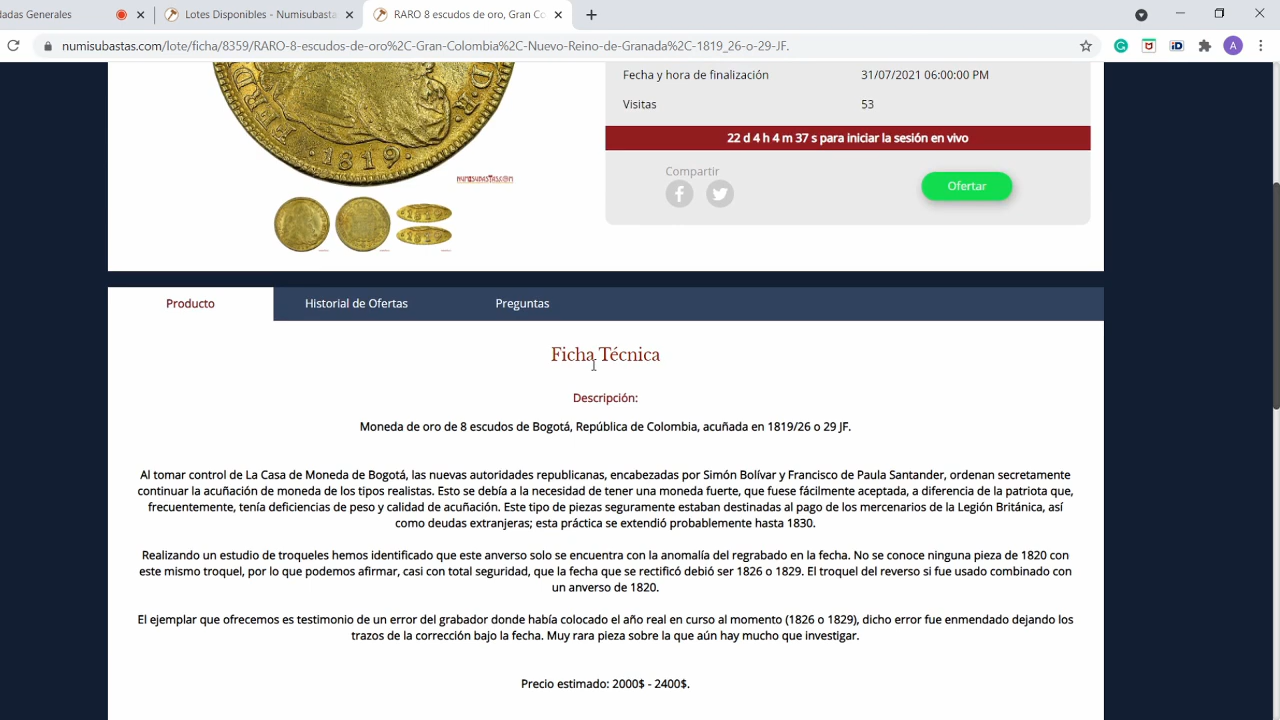 dadas Generales
Lotes Disponibles - Numisubasta
RARO 8 escudos de oro, Gran Co
numisubastas.com/lote/ficha/8359/RARO-8-escudos-de-oro%2C-Gran-Colombia%2C-Nuevo-Reino-de-Granada%2C-1819_26-o-29-JF.
A
FERD
D.R.
·1819·
NUMISUBASTAS.COM
Fecha y hora de finalización 31/07/2021 06:00:00 PM
Visitas 53
22 d 4 h 4 m 37 s para iniciar la sesión en vivo
Compartir
Ofertar
Producto Historial de Ofertas Preguntas
Ficha Técnica
Descripción:
Moneda de oro de 8 escudos de Bogotá, República de Colombia, acuñada en 1819/26 o 29 JF.
Al tomar control de La Casa de Moneda de Bogotá, las nuevas autoridades republicanas, encabezadas por Simón Bolívar y Francisco de Paula Santander, ordenan secretamente
continuar la acuñación de moneda de los tipos realistas. Esto se debía a la necesidad de tener una moneda fuerte, que fuese fácilmente aceptada, a diferencia de la patriota que,
frecuentemente, tenía deficiencias de peso y calidad de acuñación. Este tipo de piezas seguramente estaban destinadas al pago de los mercenarios de la Legión Británica, así
como deudas extranjeras; esta práctica se extendió probablemente hasta 1830.
Realizando un estudio de troqueles hemos identificado que este anverso solo se encuentra con la anomalía del regrabado en la fecha. No se conoce ninguna pieza de 1820 con
este mismo troquel, por lo que podemos afirmar, casi con total seguridad, que la fecha que se rectificó debió ser 1826 o 1829. El troquel del reverso si fue usado combinado con
un anverso de 1820.
El ejemplar que ofrecemos es testimonio de un error del grabador donde había colocado el año real en curso al momento (1826 o 1829), dicho error fue enmendado dejando los
trazos de la corrección bajo la fecha. Muy rara pieza sobre la que aún hay mucho que investigar.
Precio estimado: 2000$ - 2400$.